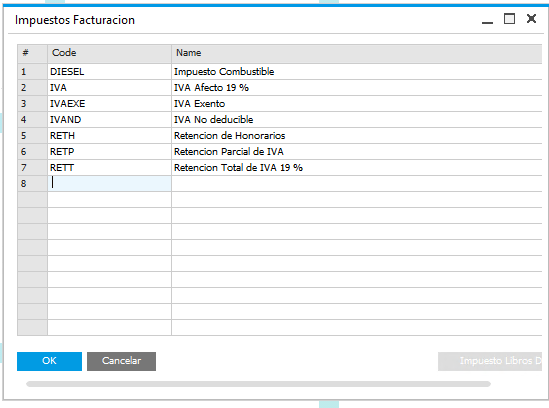 Impuestos Facturacion
# Code Name
1 DIESEL Impuesto Combustible
2 IVA IVA Afecto 19 %
3 IVAEXE IVA Exento
4 IVAND IVA No deducible
5 RETH Retencion de Honorarios
6 RETP Retencion Parcial de IVA
7 RETT Retencion Total de IVA 19 %
8
OK Cancelar Impuesto Libros D